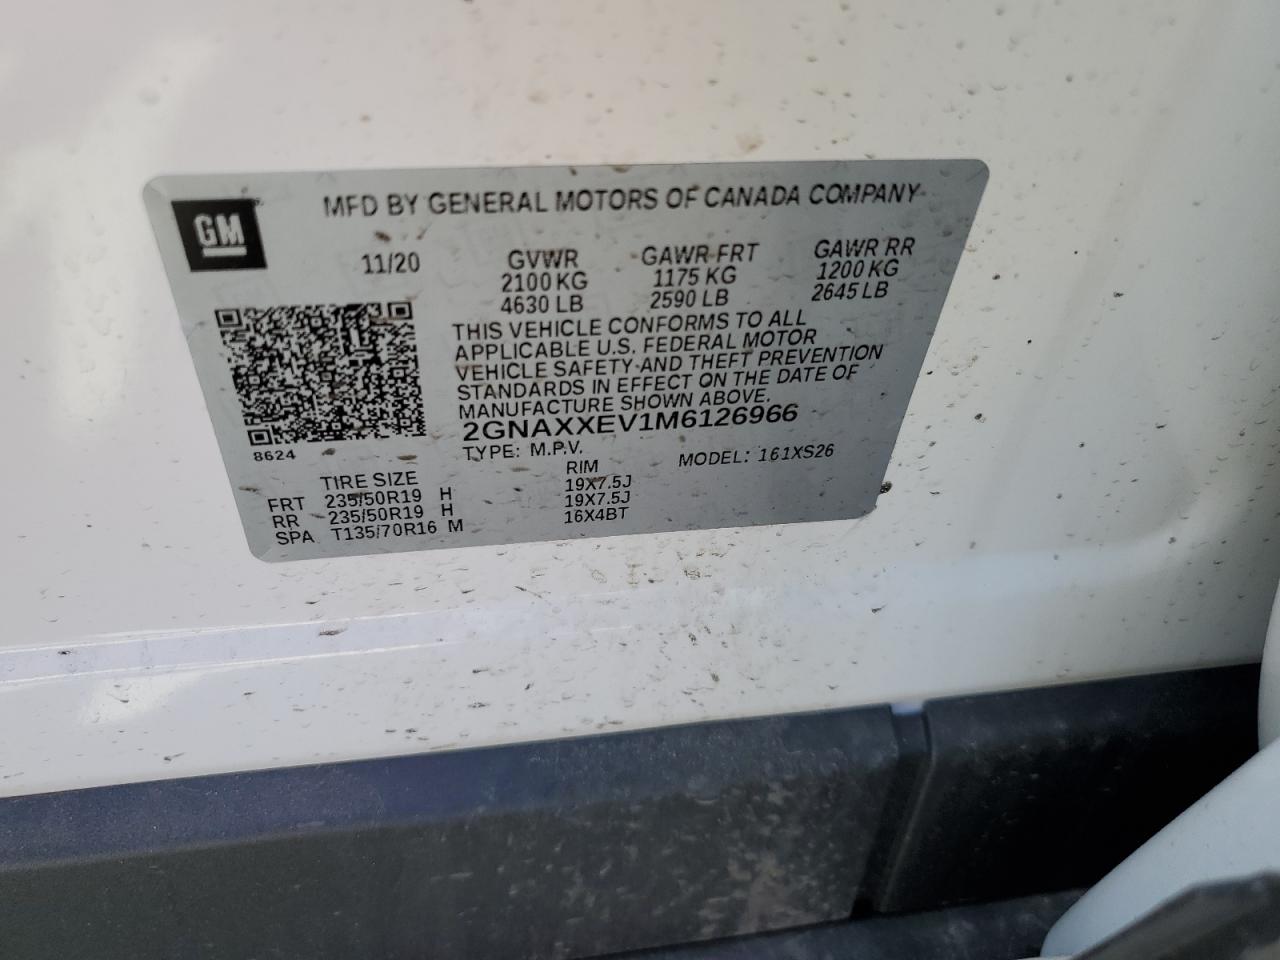 GM
MFD BY GENERAL MOTORS OF CANADA COMPANY
11/20 GVWR GAWR FRT GAWR RR
2100 KG 1175 KG 1200 KG
4630 LB 2590 LB 2645 LB
THIS VEHICLE CONFORMS TO ALL
APPLICABLE U.S. FEDERAL MOTOR
VEHICLE SAFETY AND THEFT PREVENTION
STANDARDS IN EFFECT ON THE DATE OF
MANUFACTURE SHOWN ABOVE.
2GNAXXEV1M6126966
8624
TYPE: M.P.V. MODEL: 161XS26
TIRE SIZE RIM
FRT 235/50R19 H 19X7.5J
RR 235/50R19 H 19X7.5J
SPA T135/70R16 M 16X4BT